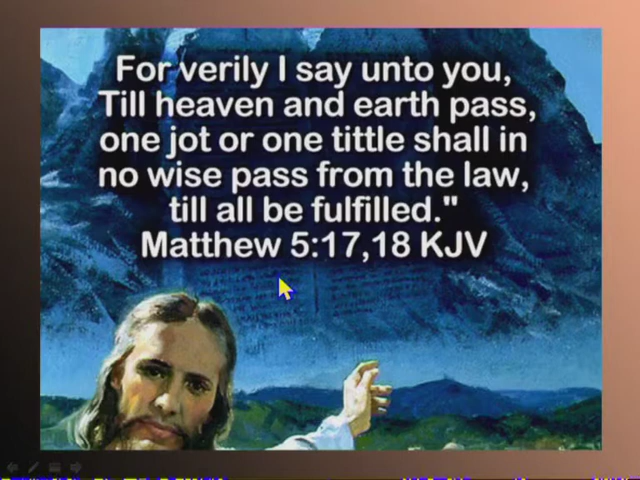 For verily I say unto you,
Till heaven and earth pass,
one jot or one tittle shall in
no wise pass from the law,
till all be fulfilled."
Matthew 5:17,18 KJV